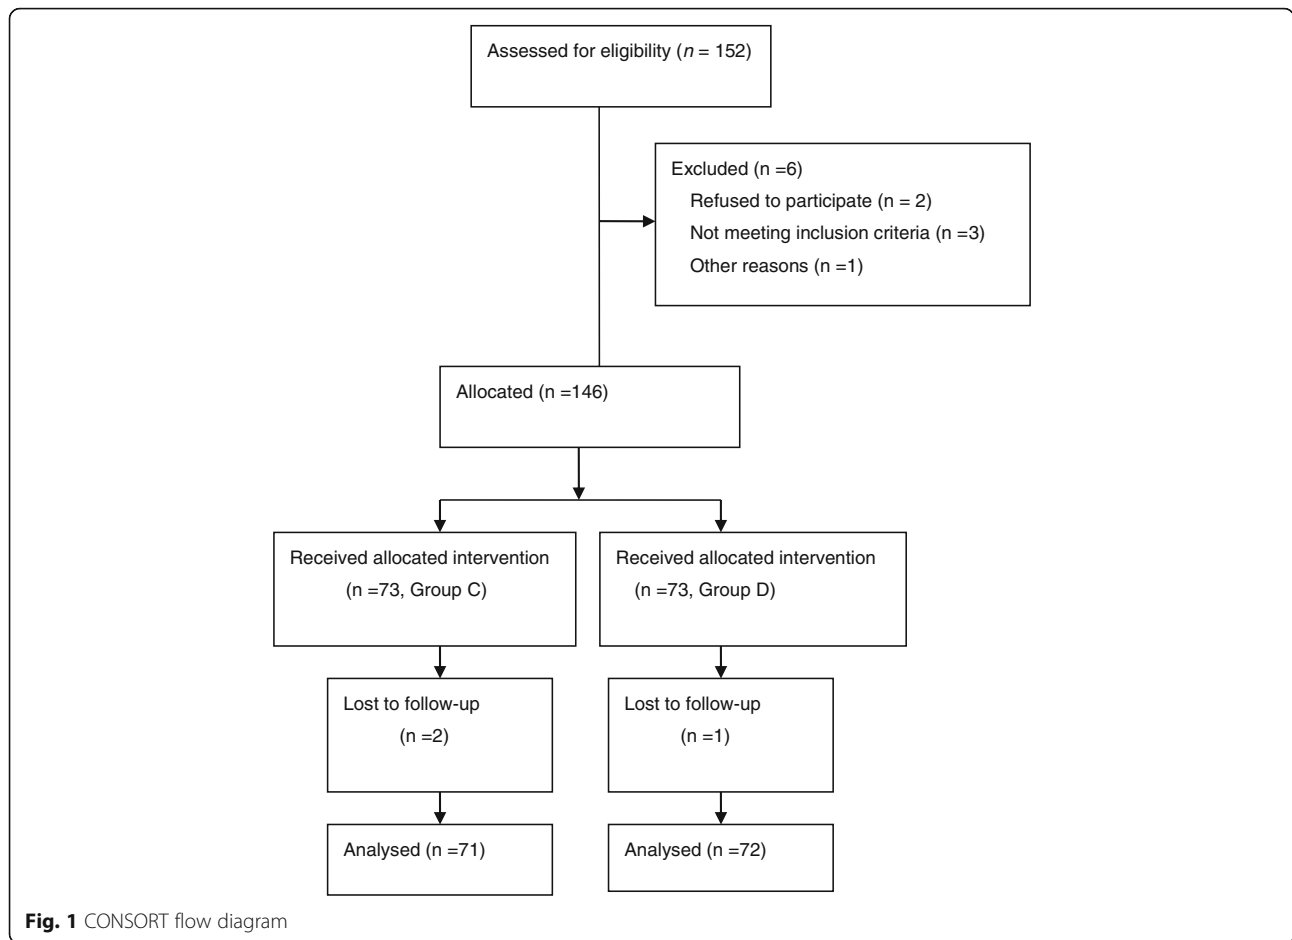 Assessed for eligibility (n = 152)
Excluded (n =6)
Refused to participate (n = 2)
Not meeting inclusion criteria (n =3)
Other reasons (n =1)
Allocated (n =146)
Received allocated intervention
(n =73, Group C)
Received allocated intervention
(n =73, Group D)
Lost to follow-up
(n =2)
Lost to follow-up
(n =1)
Analysed (n =71)
Analysed (n =72)
Fig. 1 CONSORT flow diagram